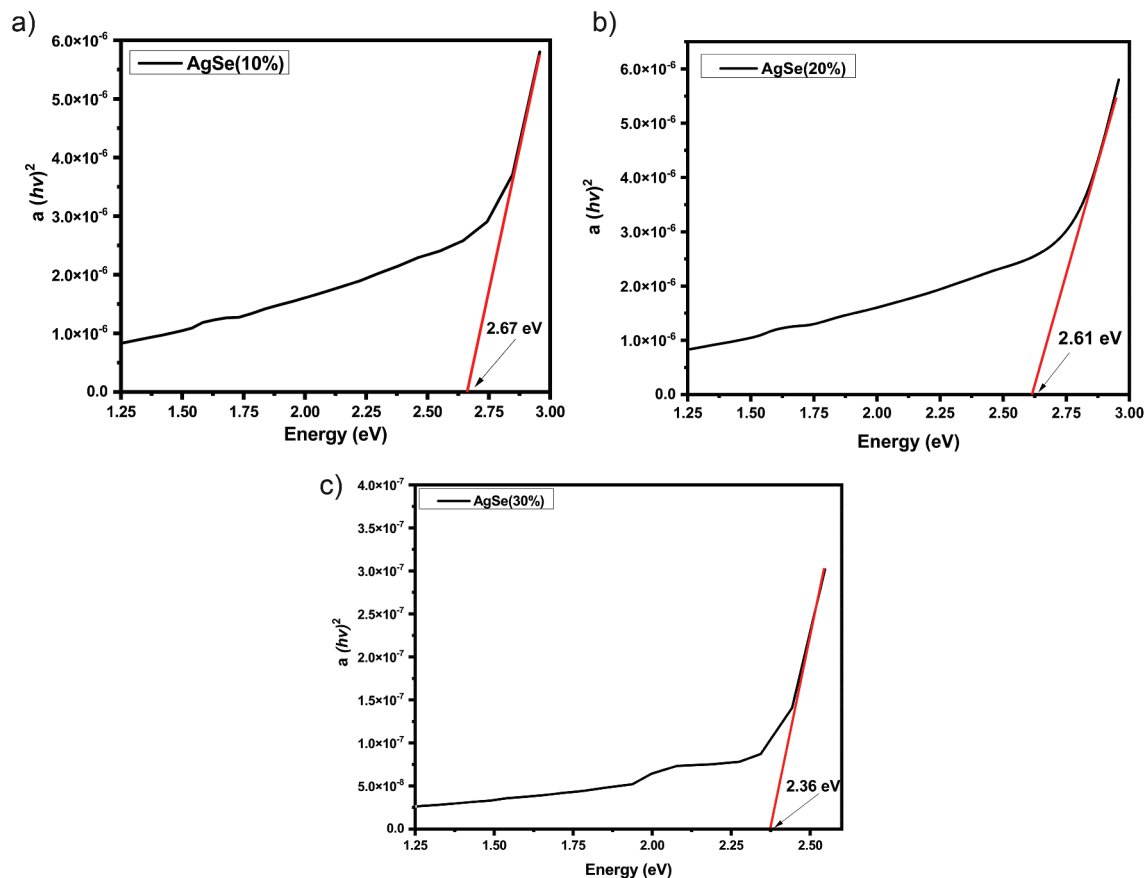 a)
AgSe(10%)
6.0×10⁻⁶
5.0×10⁻⁶
4.0×10⁻⁶
3.0×10⁻⁶
2.0×10⁻⁶
1.0×10⁻⁶
0.0
a (hv)²
2.67 eV
1.25 1.50 1.75 2.00 2.25 2.50 2.75 3.00
Energy (eV)
b)
AgSe(20%)
6.0×10⁻⁶
5.0×10⁻⁶
4.0×10⁻⁶
3.0×10⁻⁶
2.0×10⁻⁶
1.0×10⁻⁶
0.0
a (hv)²
2.61 eV
1.25 1.50 1.75 2.00 2.25 2.50 2.75 3.00
Energy (eV)
c)
AgSe(30%)
4.0×10⁻⁷
3.5×10⁻⁷
3.0×10⁻⁷
2.5×10⁻⁷
2.0×10⁻⁷
1.5×10⁻⁷
1.0×10⁻⁷
5.0×10⁻⁸
0.0
a (hv)²
2.36 eV
1.25 1.50 1.75 2.00 2.25 2.50
Energy (eV)